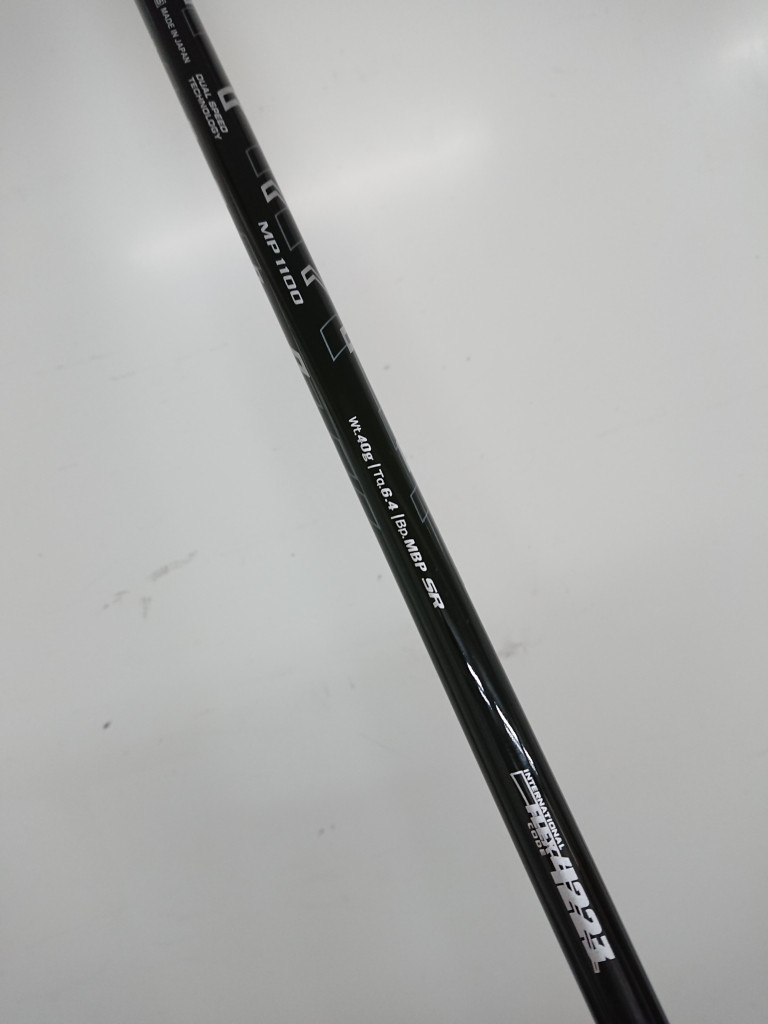 MADE IN JAPAN
DUAL SPEED
TECHNOLOGY
MP 1100
Wt.40g | Tq.6.4 | Bp.MBP SR
INTERNATIONAL
FLEX
CODE
4223